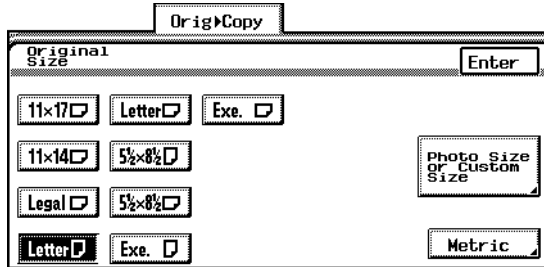 Orig▶Copy
Original
Size
Enter
11×17 Letter Exe.
11×14 5½×8½
Photo Size
or Custom
Size
Legal 5½×8½
Letter Exe.
Metric